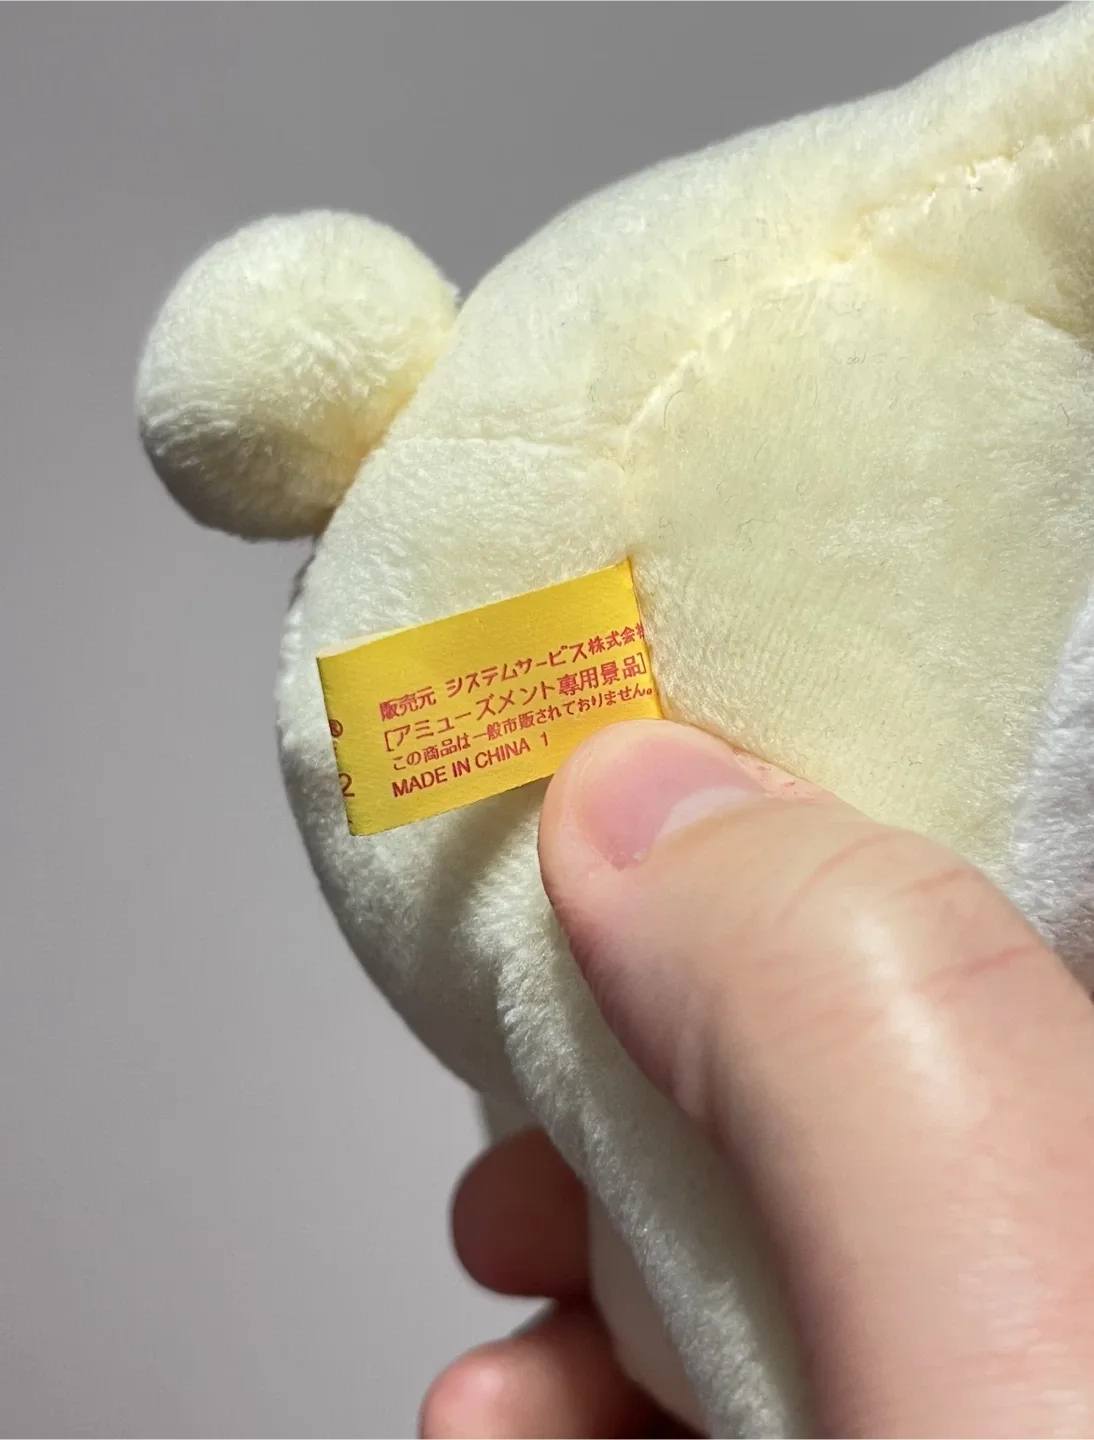 販売元 システムサービス株式会
[アミューズメント専用景品]
この商品は一般市販されておりません。
MADE IN CHINA 1
®
2